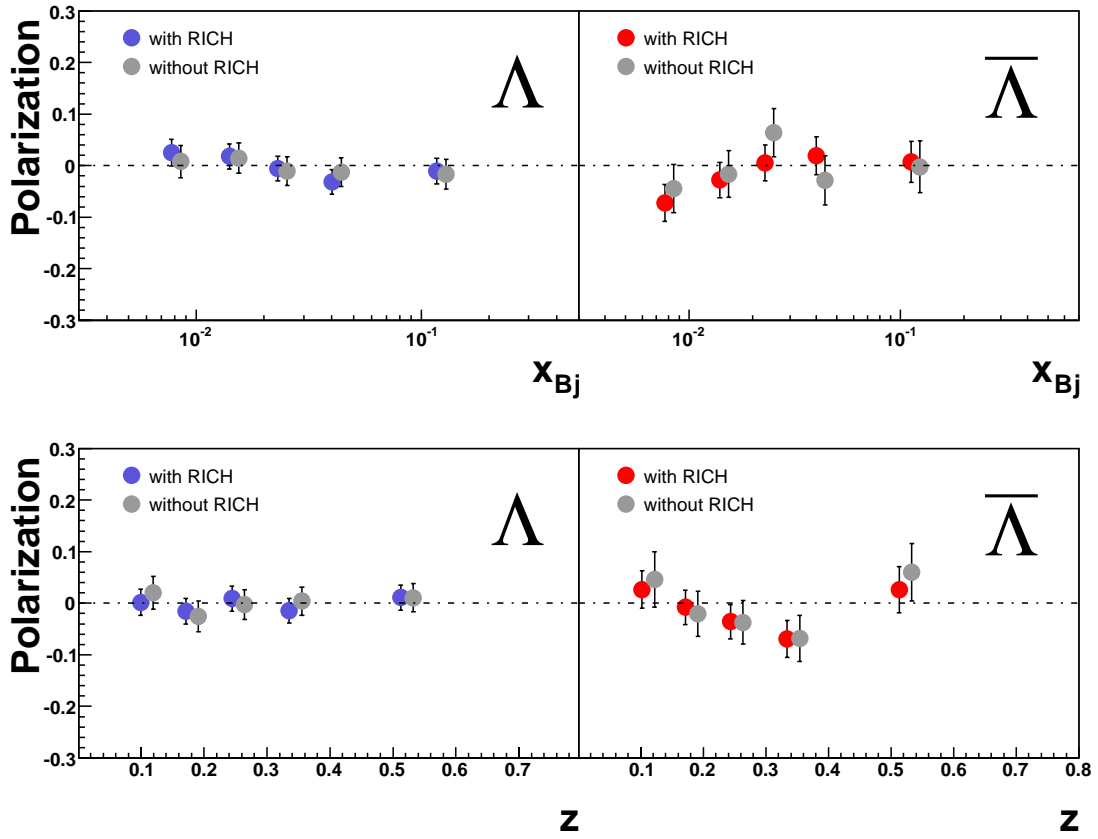 Polarization
0.3
0.2
0.1
0
-0.1
-0.2
-0.3
with RICH
without RICH
Λ
10-2
10-1
xBj
with RICH
without RICH
Λ̅
10-2
10-1
xBj
Polarization
0.3
0.2
0.1
0
-0.1
-0.2
-0.3
with RICH
without RICH
Λ
0.1 0.2 0.3 0.4 0.5 0.6 0.7
z
with RICH
without RICH
Λ̅
0.1 0.2 0.3 0.4 0.5 0.6 0.7 0.8
z